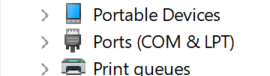 Portable Devices
Ports (COM & LPT)
Print queues